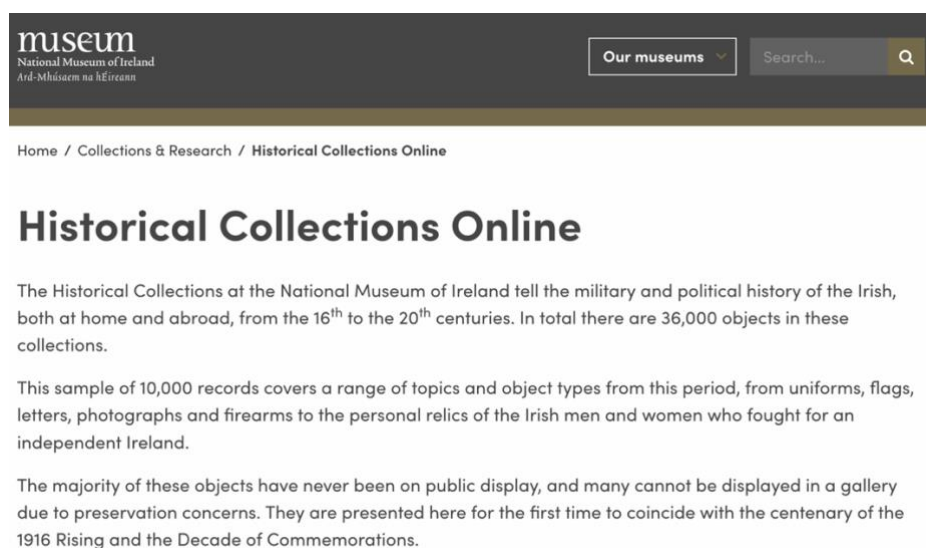 museum
National Museum of Ireland
Ard-Mhúsaem na hÉireann
Our museums
Search...
Home / Collections & Research / Historical Collections Online
Historical Collections Online
The Historical Collections at the National Museum of Ireland tell the military and political history of the Irish,
both at home and abroad, from the 16th to the 20th centuries. In total there are 36,000 objects in these
collections.
This sample of 10,000 records covers a range of topics and object types from this period, from uniforms, flags,
letters, photographs and firearms to the personal relics of the Irish men and women who fought for an
independent Ireland.
The majority of these objects have never been on public display, and many cannot be displayed in a gallery
due to preservation concerns. They are presented here for the first time to coincide with the centenary of the
1916 Rising and the Decade of Commemorations.